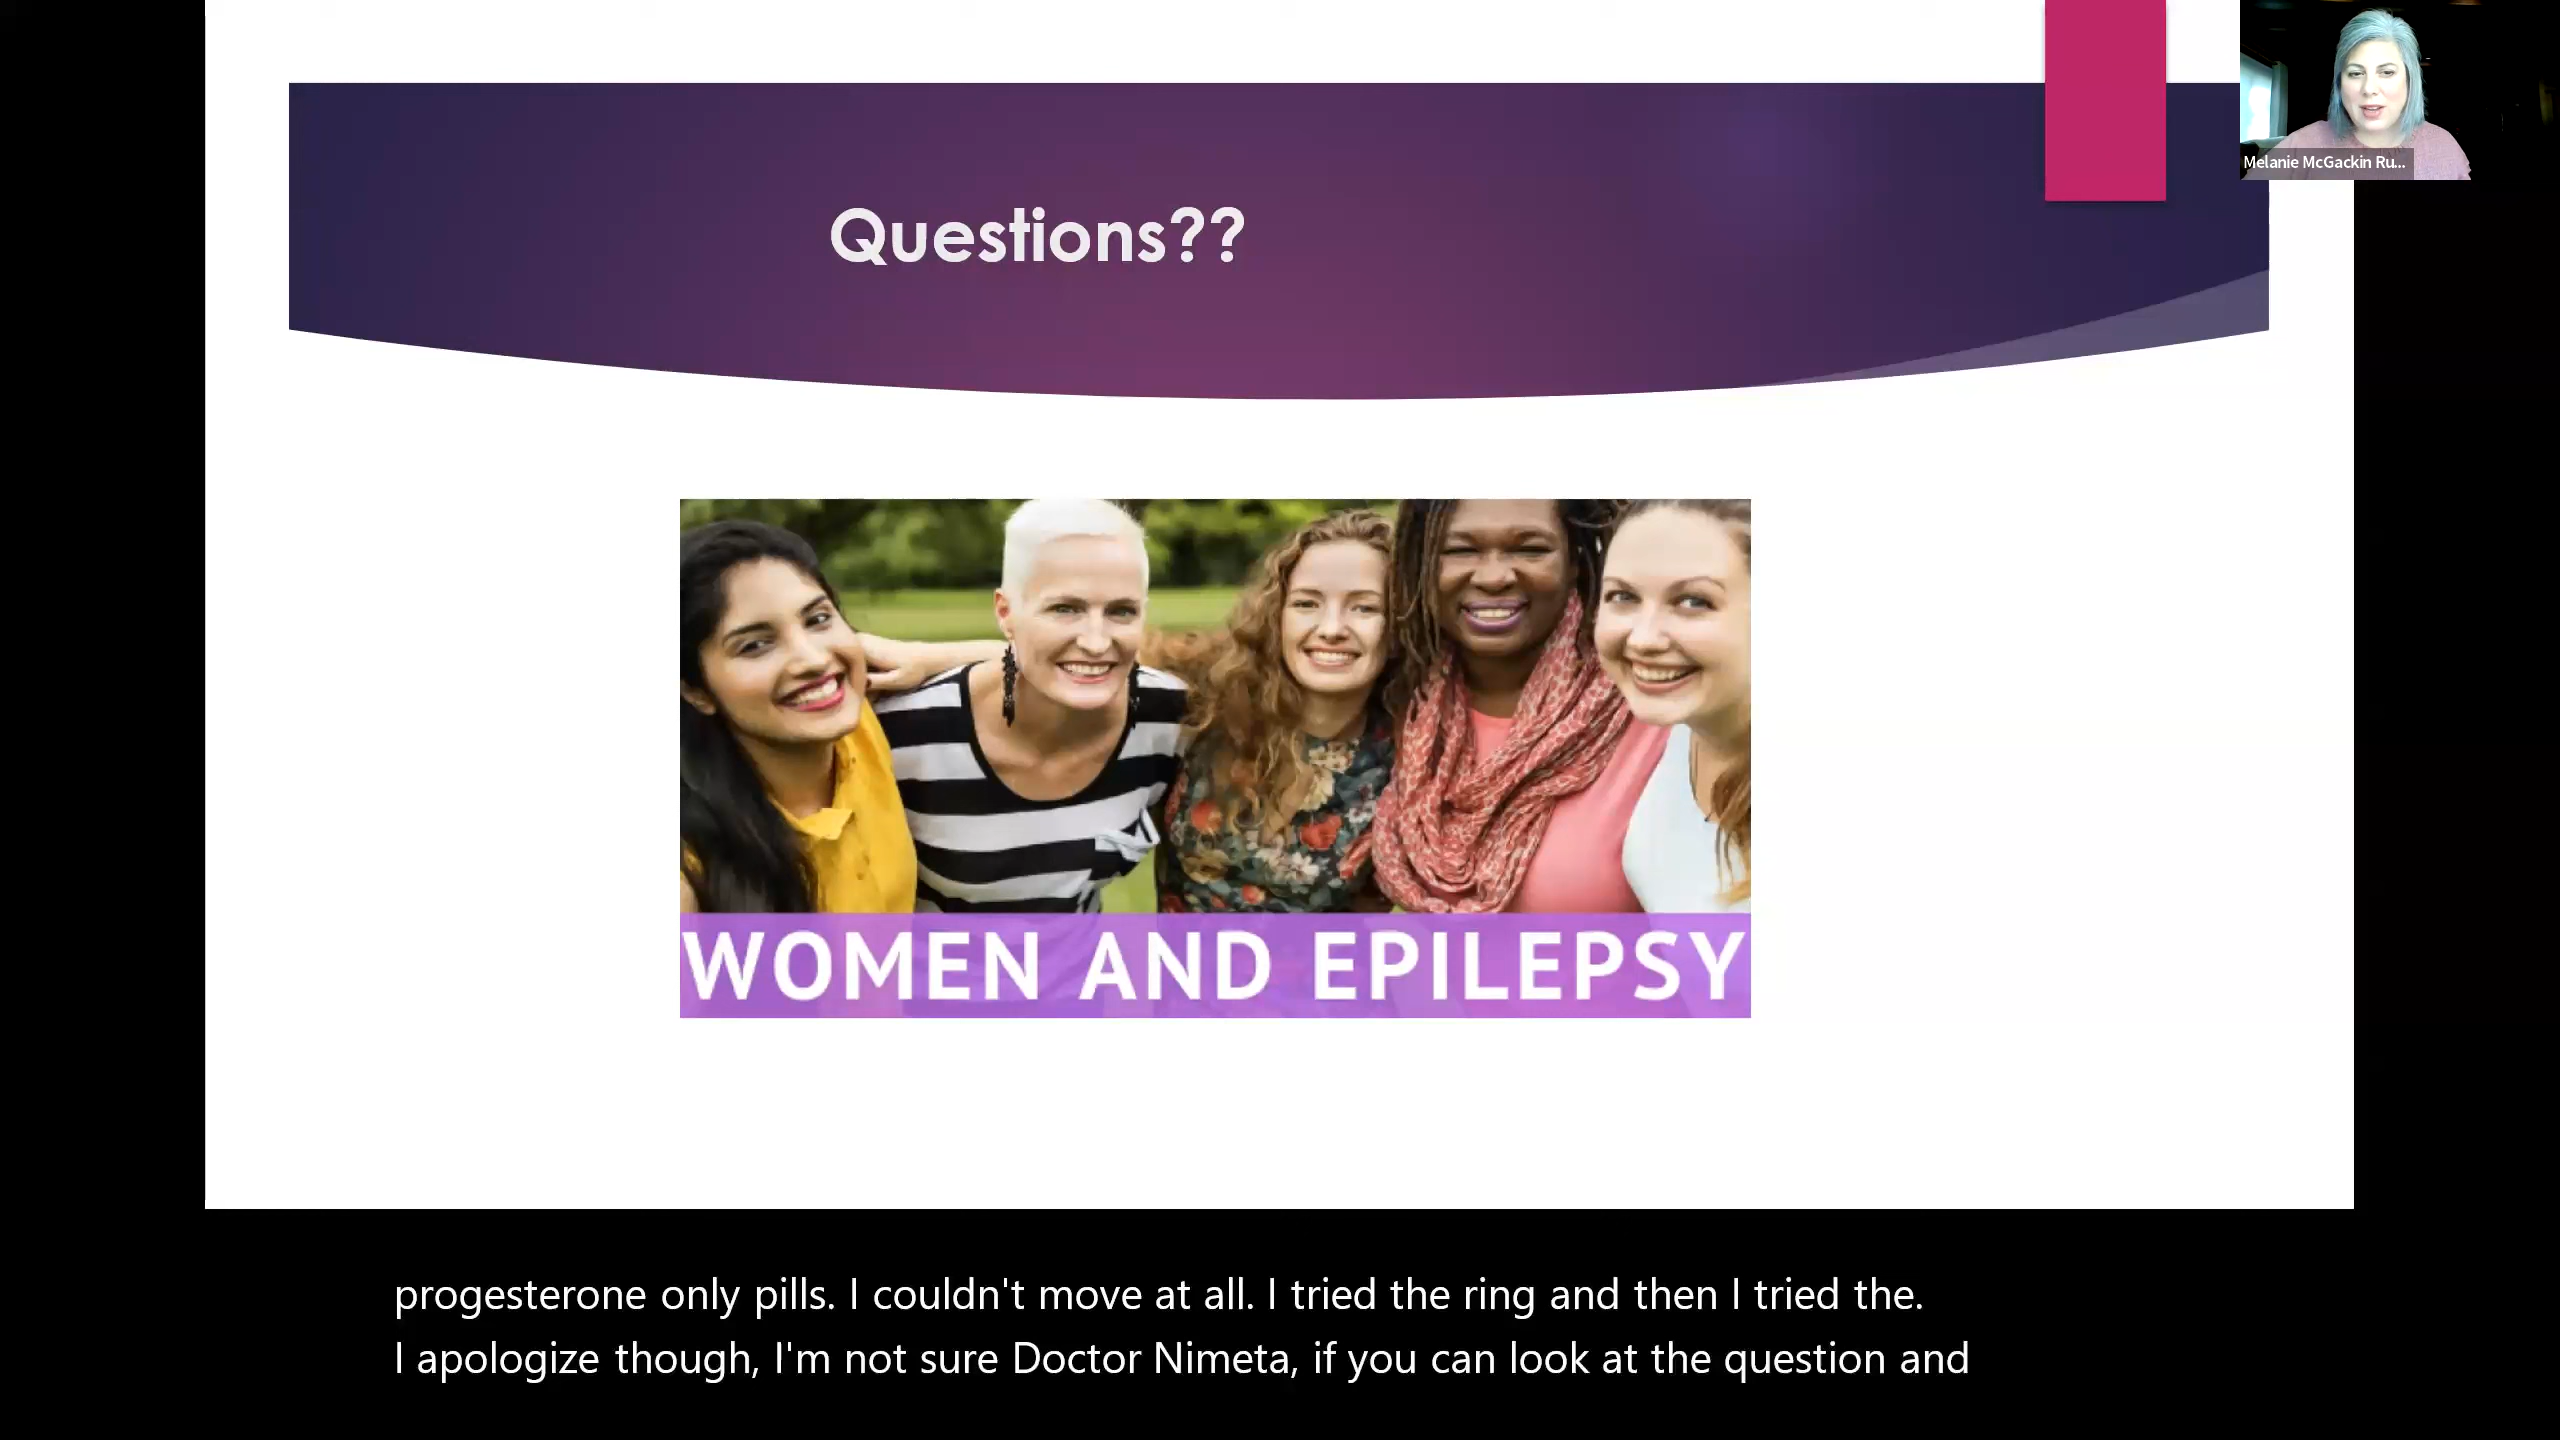 Questions??
Melanie McGackin Ru...
WOMEN AND EPILEPSY
progesterone only pills. I couldn't move at all. I tried the ring and then I tried the.
I apologize though, I'm not sure Doctor Nimeta, if you can look at the question and